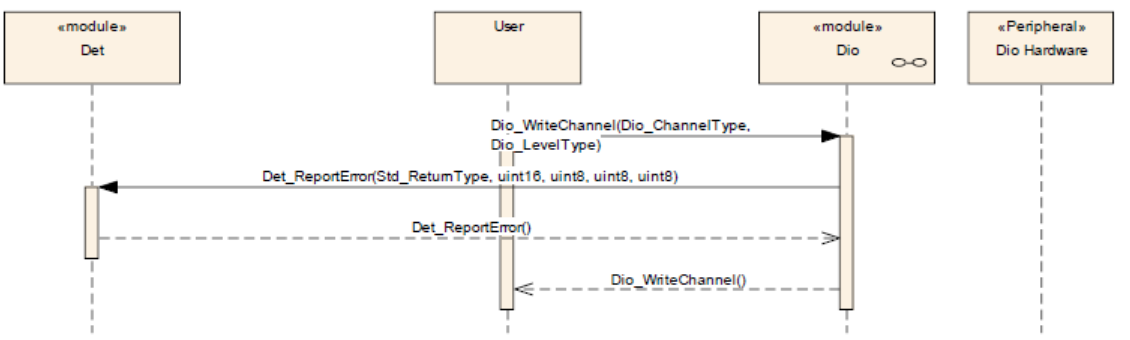 «module»
Det
User
«module»
Dio
«Peripheral»
Dio Hardware
Dio_WriteChannel(Dio_ChannelType,
Dio_LevelType)
Det_ReportError(Std_ReturnType, uint16, uint8, uint8, uint8)
Det_ReportError()
Dio_WriteChannel()